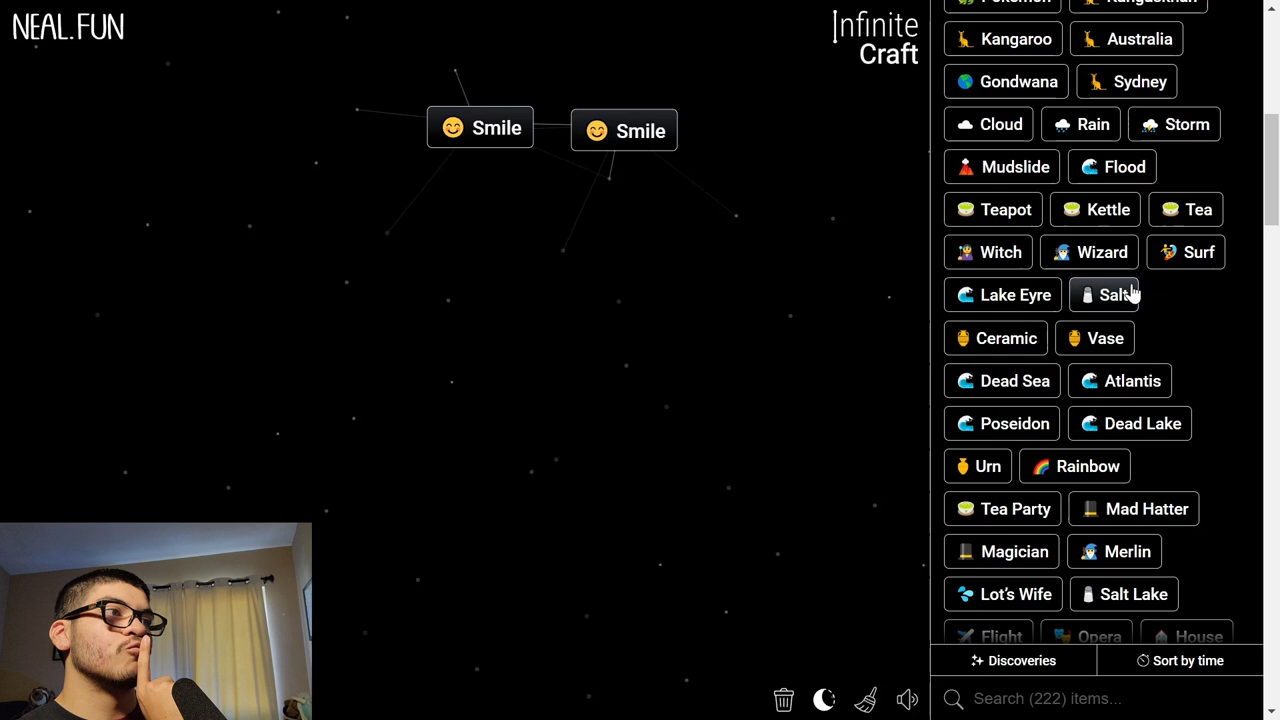 NEAL.FUN
Infinite
Craft
😊 Smile
😊 Smile
Pokémon Kangaskhan
Kangaroo Australia
Gondwana Sydney
Cloud Rain Storm
Mudslide Flood
Teapot Kettle Tea
Witch Wizard Surf
Lake Eyre Salt
Ceramic Vase
Dead Sea Atlantis
Poseidon Dead Lake
Urn Rainbow
Tea Party Mad Hatter
Magician Merlin
Lot's Wife Salt Lake
Flight Opera House
Discoveries Sort by time
Search (222) items...